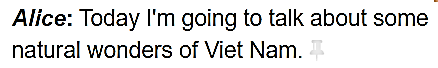 Alice: Today I'm going to talk about some
natural wonders of Viet Nam.